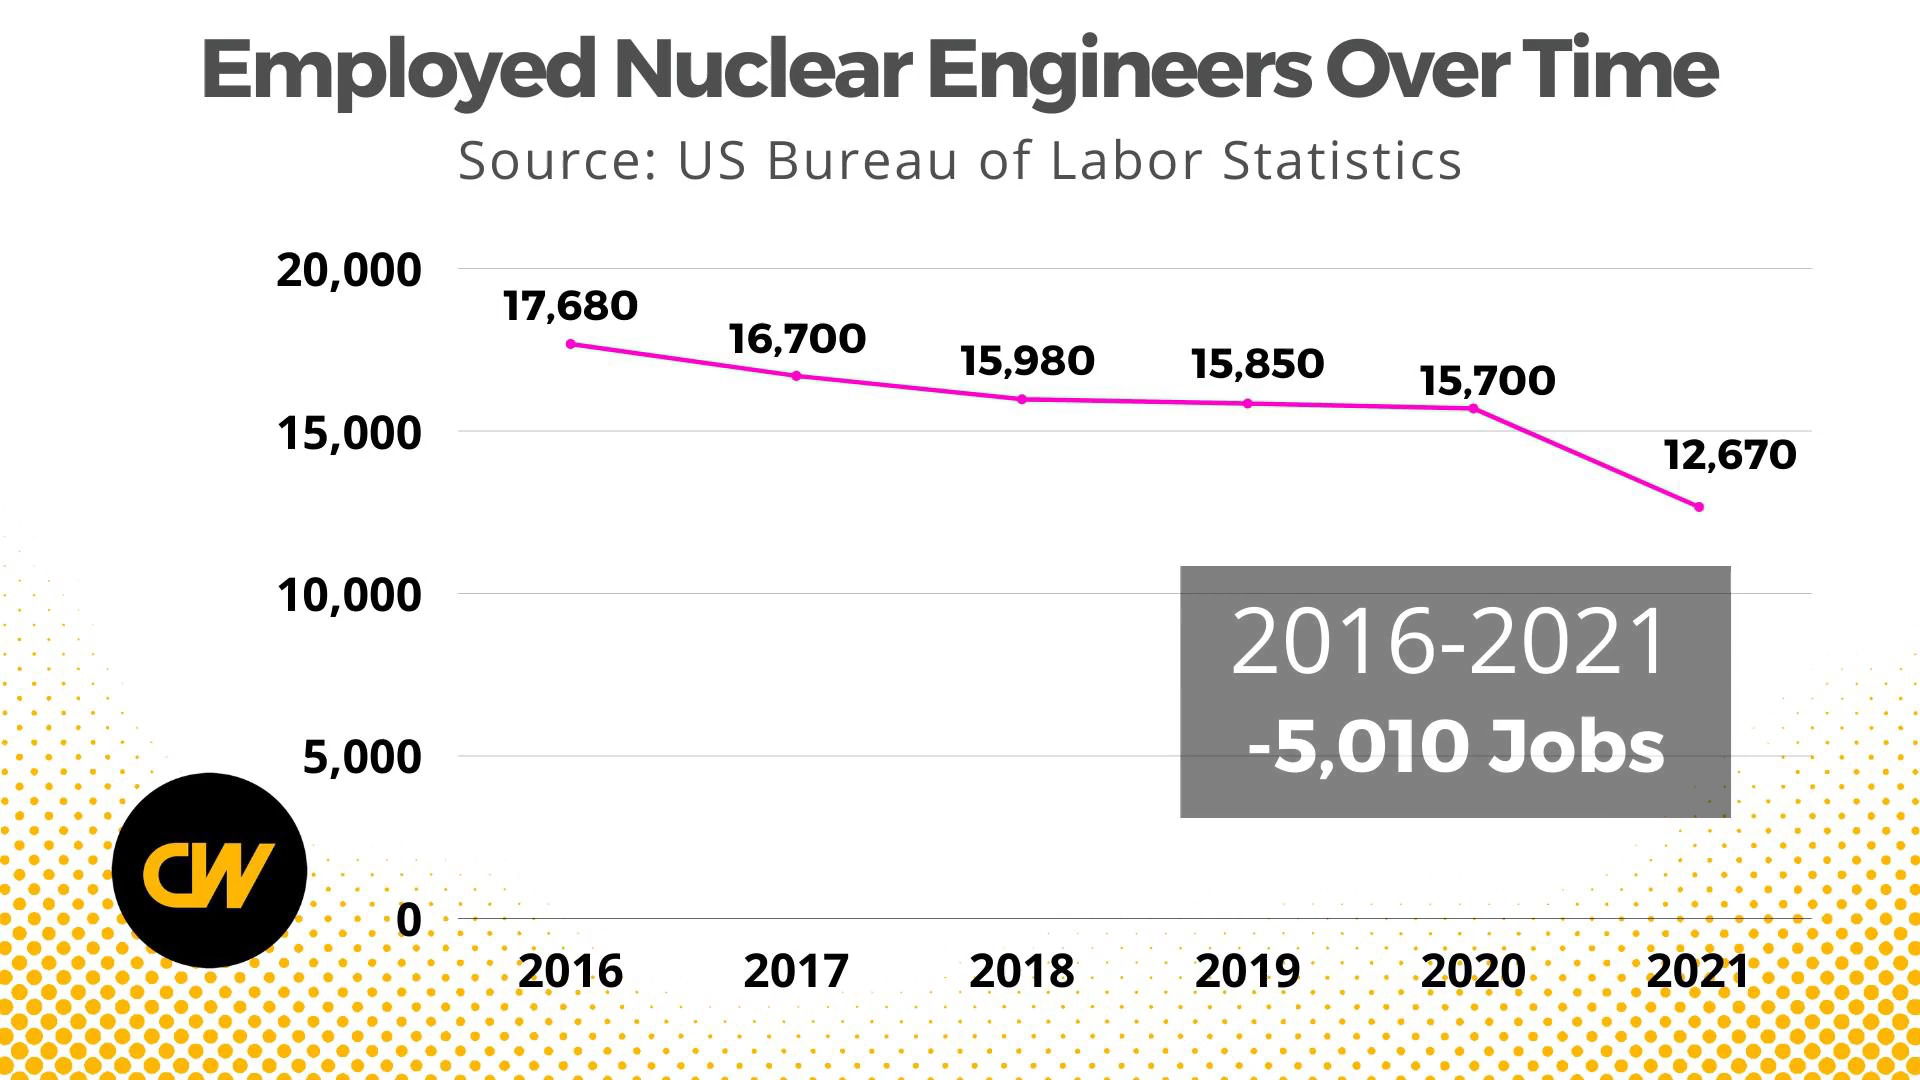 Employed Nuclear Engineers Over Time
Source: US Bureau of Labor Statistics
20,000
17,680
16,700
15,980
15,850
15,700
15,000
12,670
10,000
2016-2021
-5,010 Jobs
5,000
CW
0
2016 2017 2018 2019 2020 2021